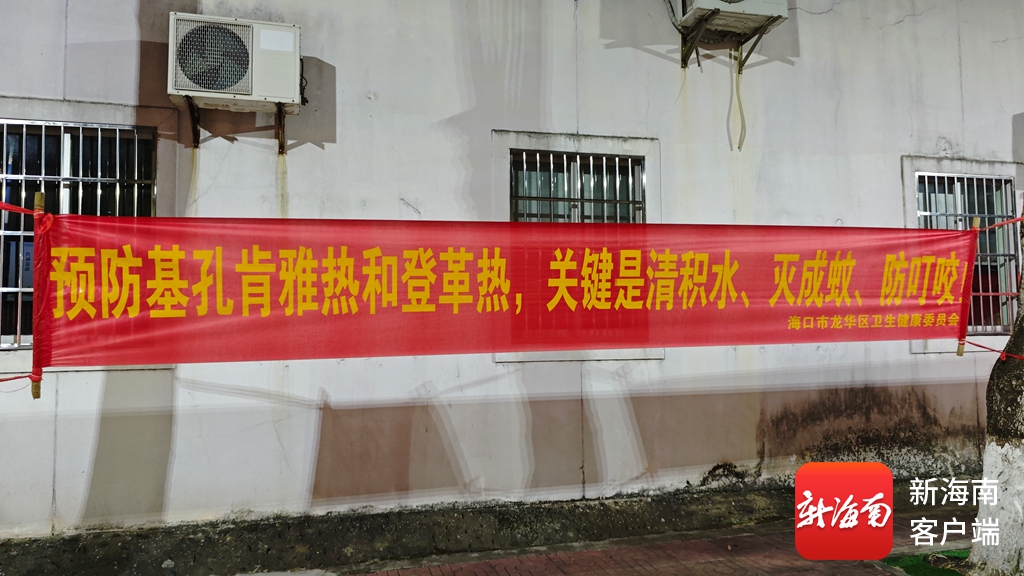 预防基孔肯雅热和登革热，关键是清积水、灭成蚊、防叮咬！
海口市龙华区卫生健康委员会
新海南
新海南
客户端